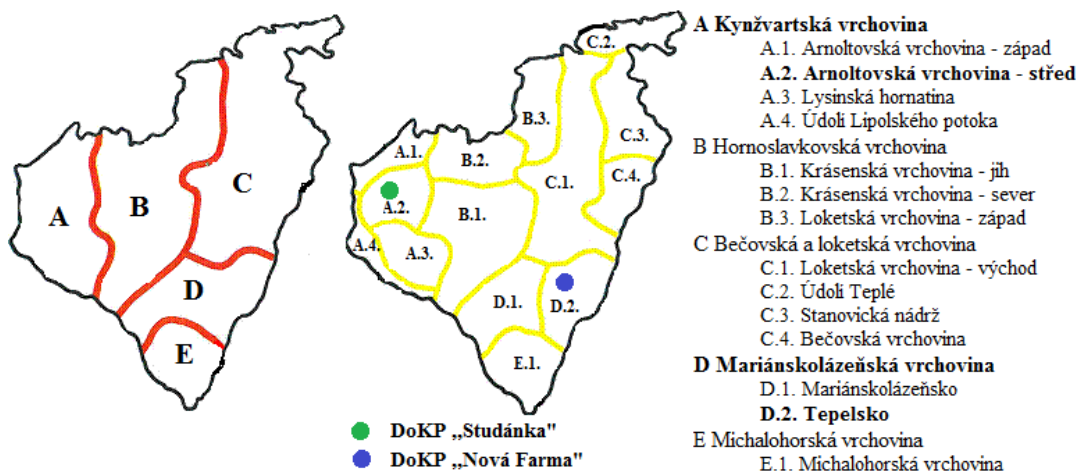 A
B
C
D
E
C.2.
B.3.
A.1.
B.2.
C.3.
C.1.
C.4.
A.2.
B.1.
A.4.
A.3.
D.1.
D.2.
E.1.
DoKP ,,Studánka"
DoKP ,,Nová Farma"
A Kynžvartská vrchovina
A.1. Arnoltovská vrchovina - západ
A.2. Arnoltovská vrchovina - střed
A.3. Lysinská hornatina
A.4. Údoli Lipolského potoka
B Hornoslavkovská vrchovina
B.1. Krásenská vrchovina - jih
B.2. Krásenská vrchovina - sever
B.3. Loketská vrchovina - západ
C Bečovská a loketská vrchovina
C.1. Loketská vrchovina - východ
C.2. Údoli Teplé
C.3. Stanovická nádrž
C.4. Bečovská vrchovina
D Mariánskolázeňská vrchovina
D.1. Mariánskolázeňsko
D.2. Tepelsko
E Michalohorská vrchovina
E.1. Michalohorská vrchovina